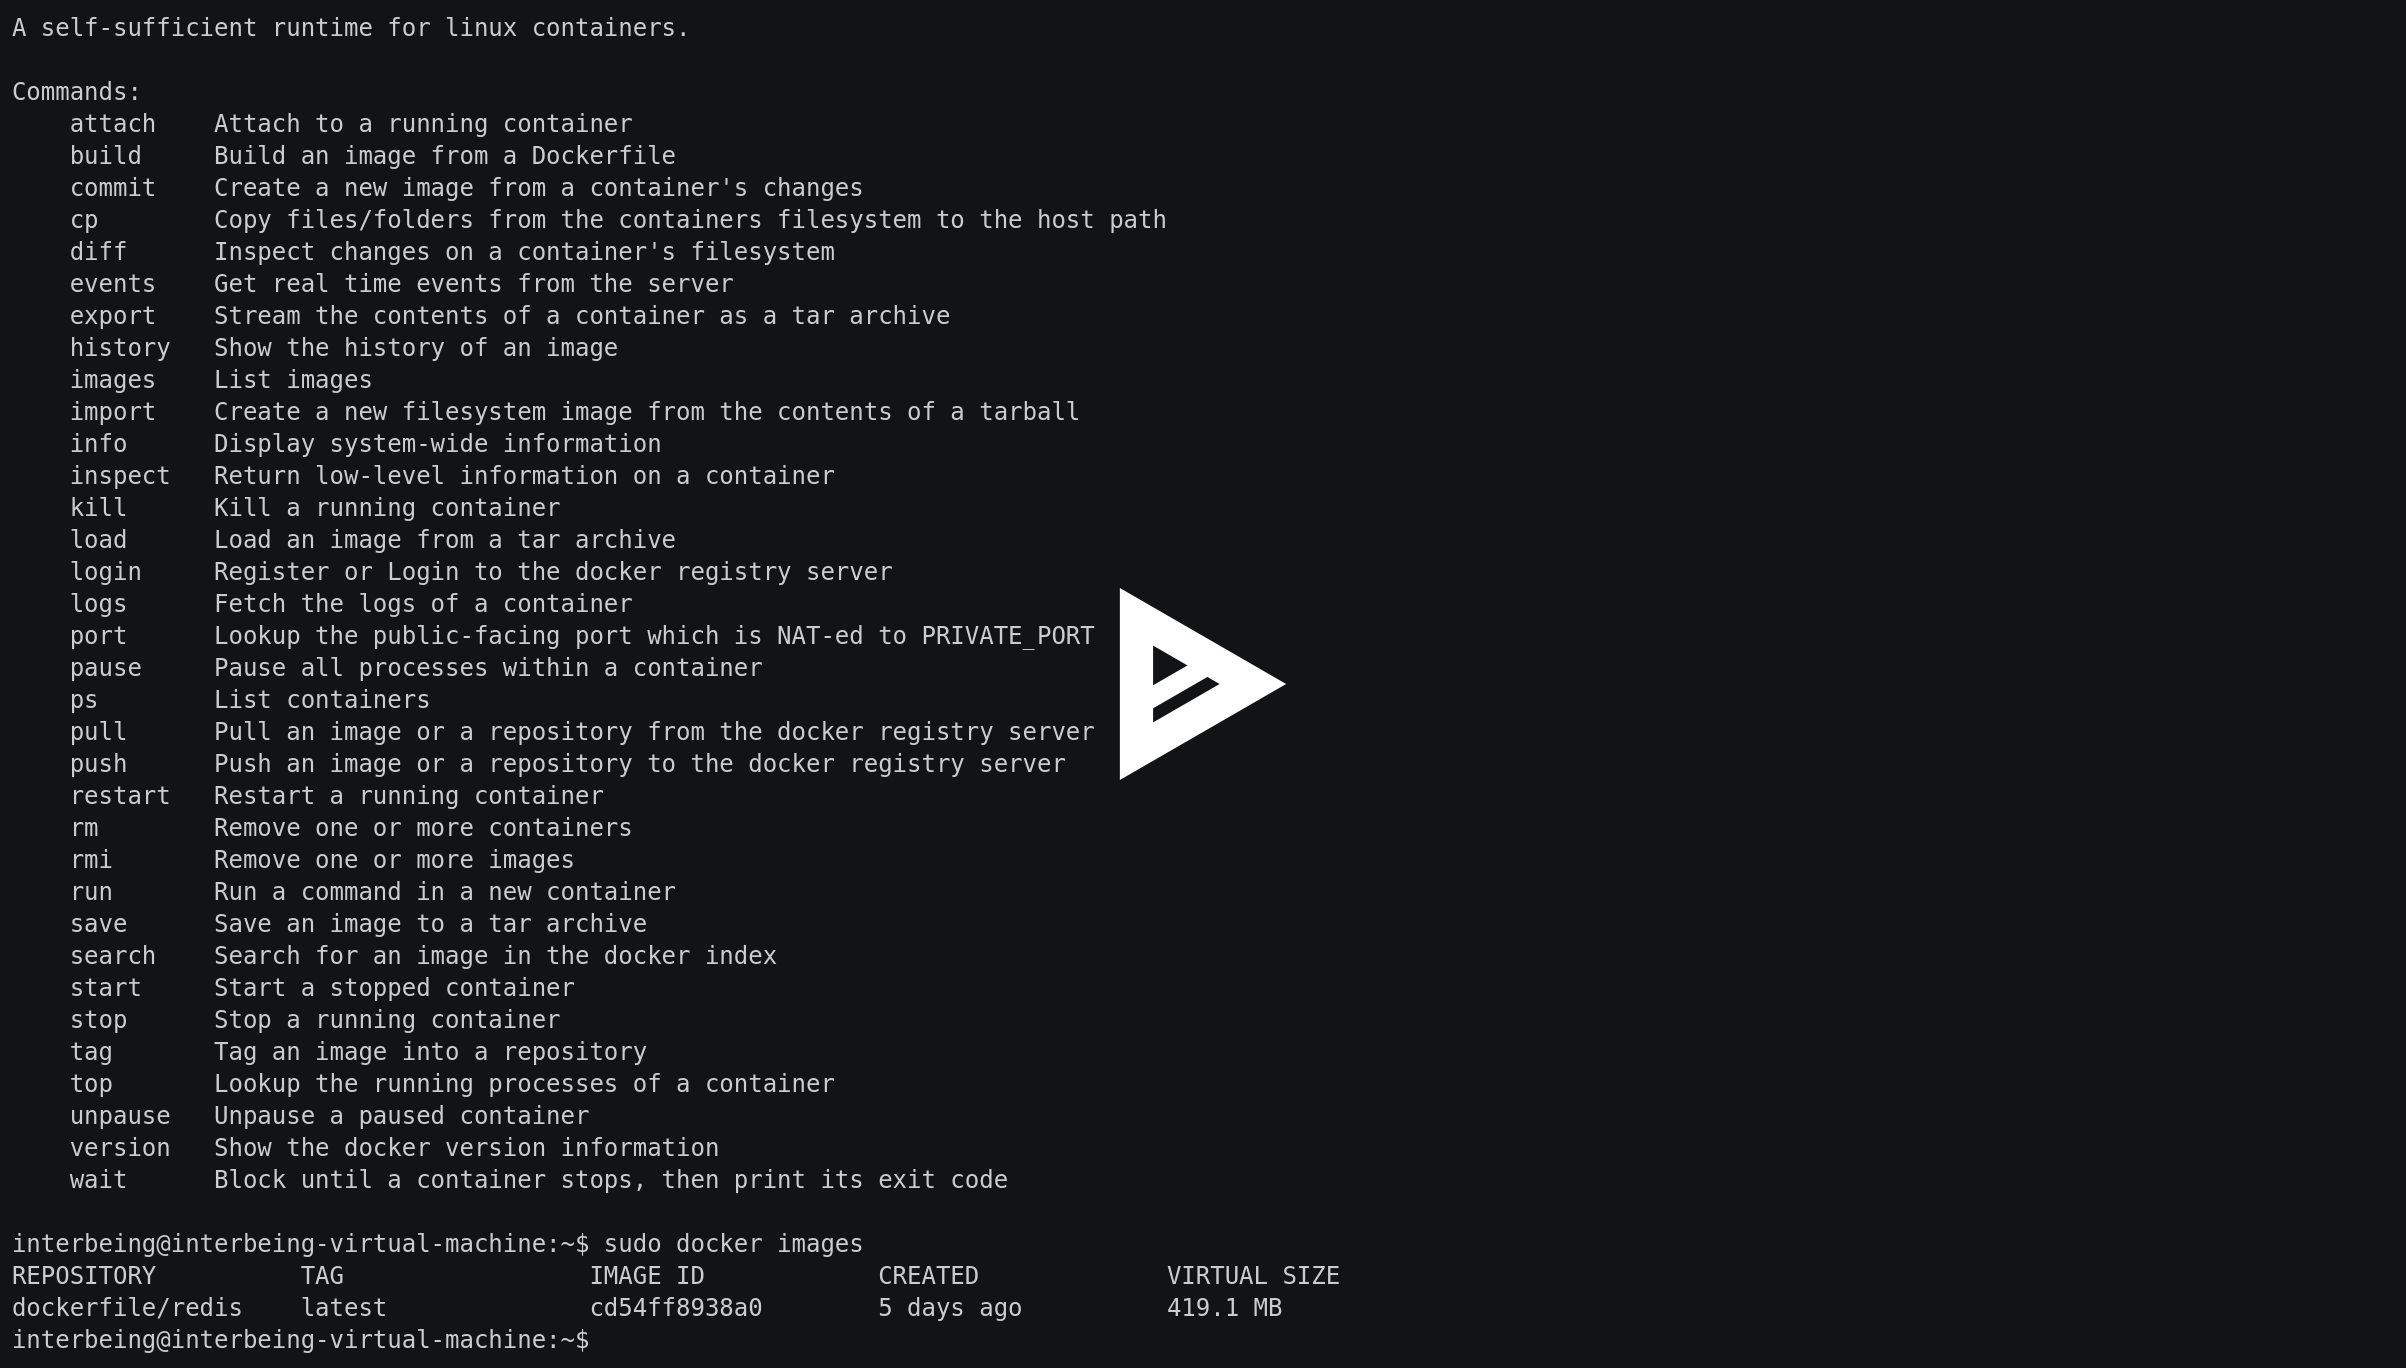 A self-sufficient runtime for linux containers.

Commands:
    attach    Attach to a running container
    build     Build an image from a Dockerfile
    commit    Create a new image from a container's changes
    cp        Copy files/folders from the containers filesystem to the host path
    diff      Inspect changes on a container's filesystem
    events    Get real time events from the server
    export    Stream the contents of a container as a tar archive
    history   Show the history of an image
    images    List images
    import    Create a new filesystem image from the contents of a tarball
    info      Display system-wide information
    inspect   Return low-level information on a container
    kill      Kill a running container
    load      Load an image from a tar archive
    login     Register or Login to the docker registry server
    logs      Fetch the logs of a container
    port      Lookup the public-facing port which is NAT-ed to PRIVATE_PORT
    pause     Pause all processes within a container
    ps        List containers
    pull      Pull an image or a repository from the docker registry server
    push      Push an image or a repository to the docker registry server
    restart   Restart a running container
    rm        Remove one or more containers
    rmi       Remove one or more images
    run       Run a command in a new container
    save      Save an image to a tar archive
    search    Search for an image in the docker index
    start     Start a stopped container
    stop      Stop a running container
    tag       Tag an image into a repository
    top       Lookup the running processes of a container
    unpause   Unpause a paused container
    version   Show the docker version information
    wait      Block until a container stops, then print its exit code

interbeing@interbeing-virtual-machine:~$ sudo docker images
REPOSITORY          TAG                 IMAGE ID            CREATED             VIRTUAL SIZE
dockerfile/redis    latest              cd54ff8938a0        5 days ago          419.1 MB
interbeing@interbeing-virtual-machine:~$